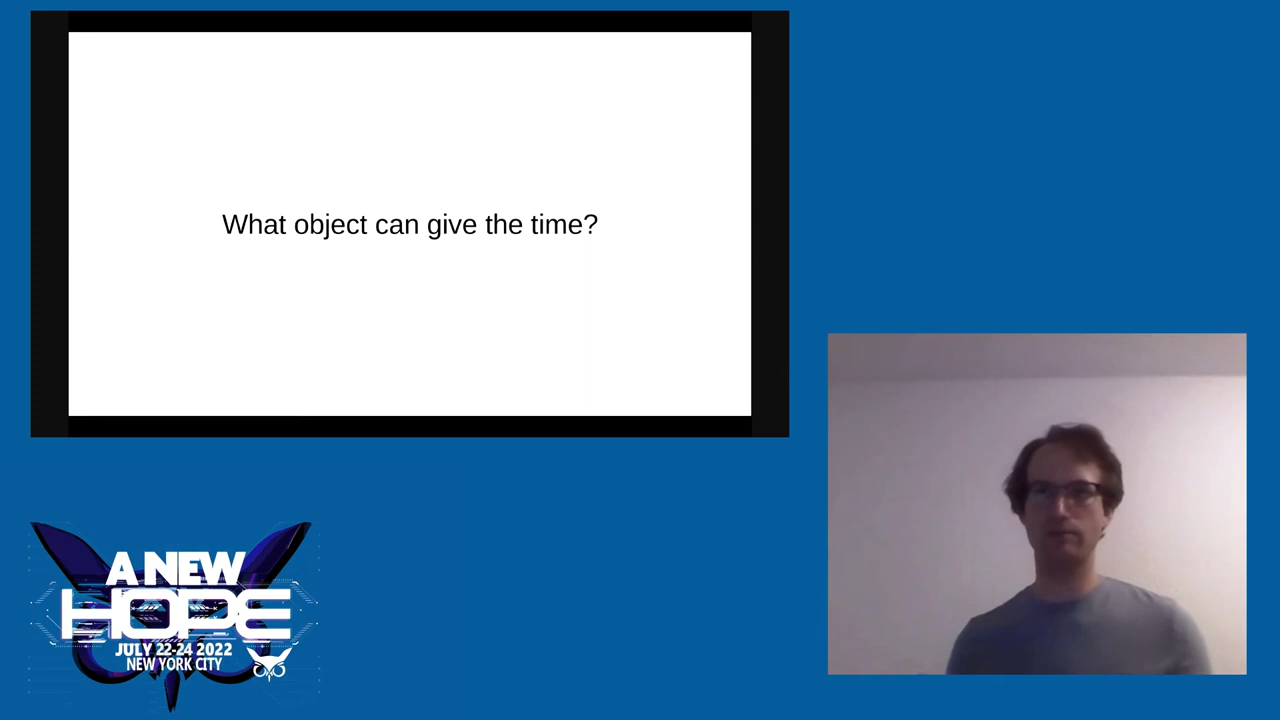 What object can give the time?
A NEW
HOPE
JULY 22-24 2022
NEW YORK CITY